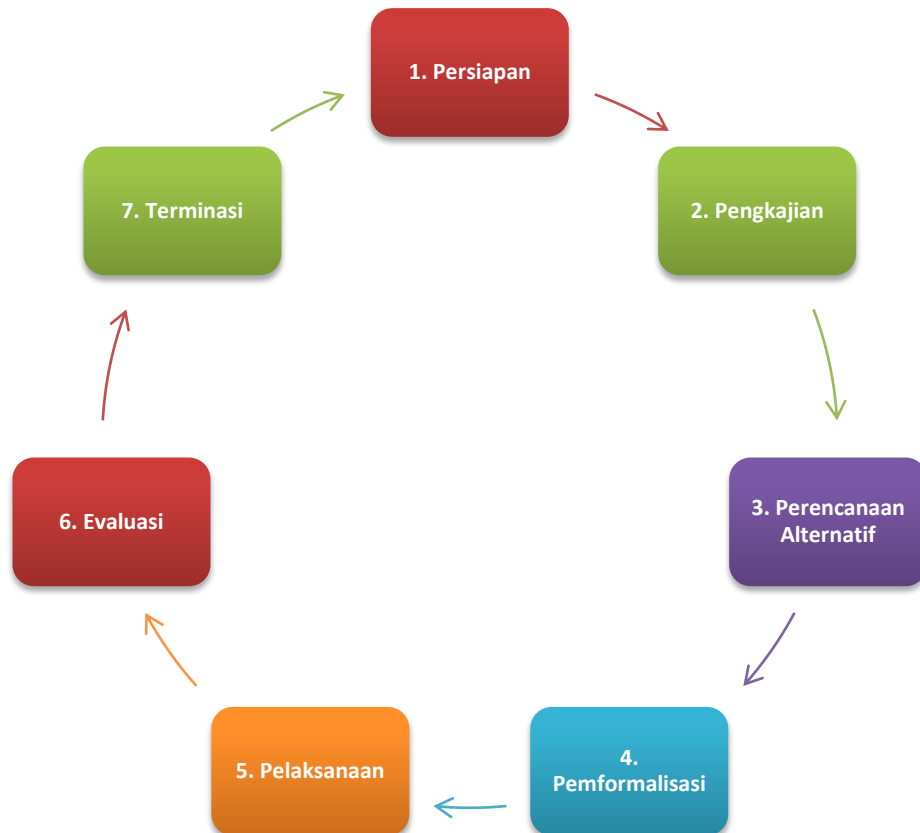 1. Persiapan
2. Pengkajian
3. Perencanaan
Alternatif
4.
Pemformalisasi
5. Pelaksanaan
6. Evaluasi
7. Terminasi